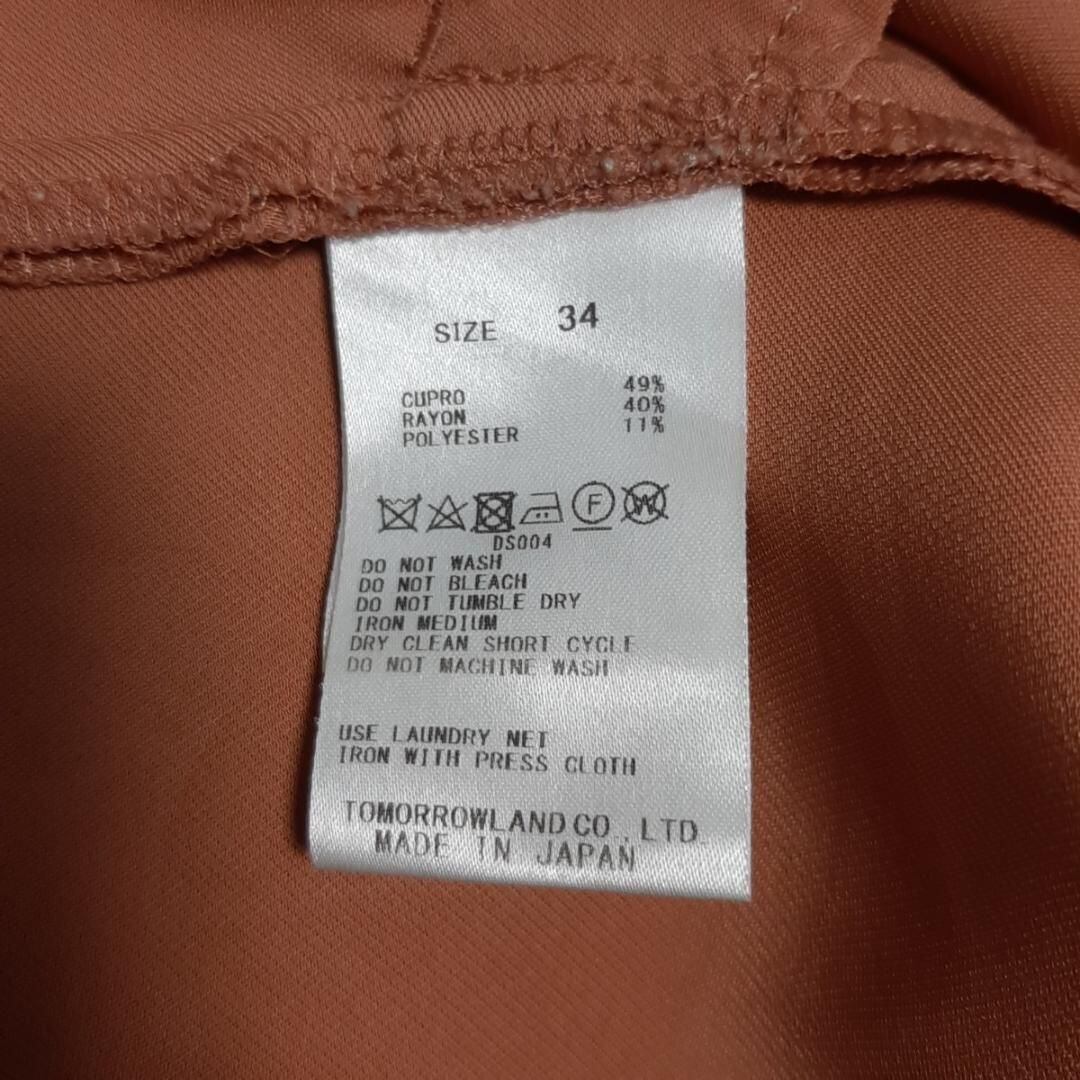 SIZE 34
CUPRO 49%
RAYON 40%
POLYESTER 11%
F W
DS004
DO NOT WASH
DO NOT BLEACH
DO NOT TUMBLE DRY
IRON MEDIUM
DRY CLEAN SHORT CYCLE
DO NOT MACHINE WASH
USE LAUNDRY NET
IRON WITH PRESS CLOTH
TOMORROWLAND CO., LTD.
MADE IN JAPAN